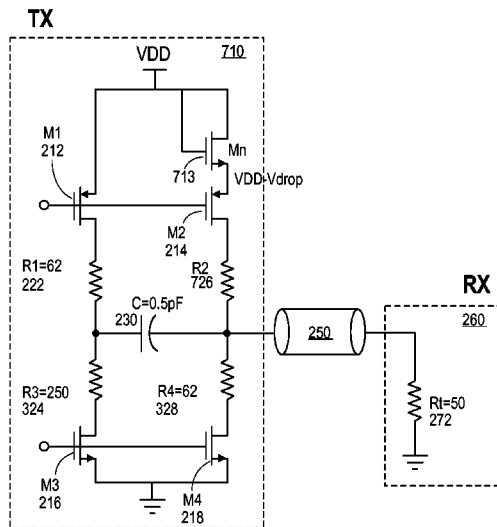 TX
VDD
710
M1
212
Mn
713
VDD-Vdrop
M2
214
R1=62
222
R2
726
C=0.5pF
230
250
RX
260
R3=250
324
R4=62
328
Rt=50
272
M3
216
M4
218